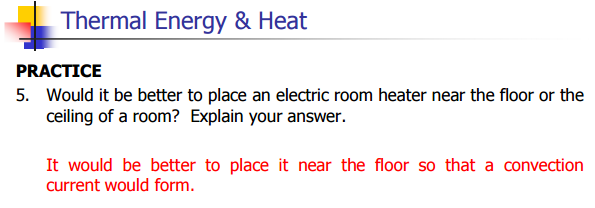 Thermal Energy & Heat
PRACTICE
5. Would it be better to place an electric room heater near the floor or the
ceiling of a room? Explain your answer.
It would be better to place it near the floor so that a convection
current would form.